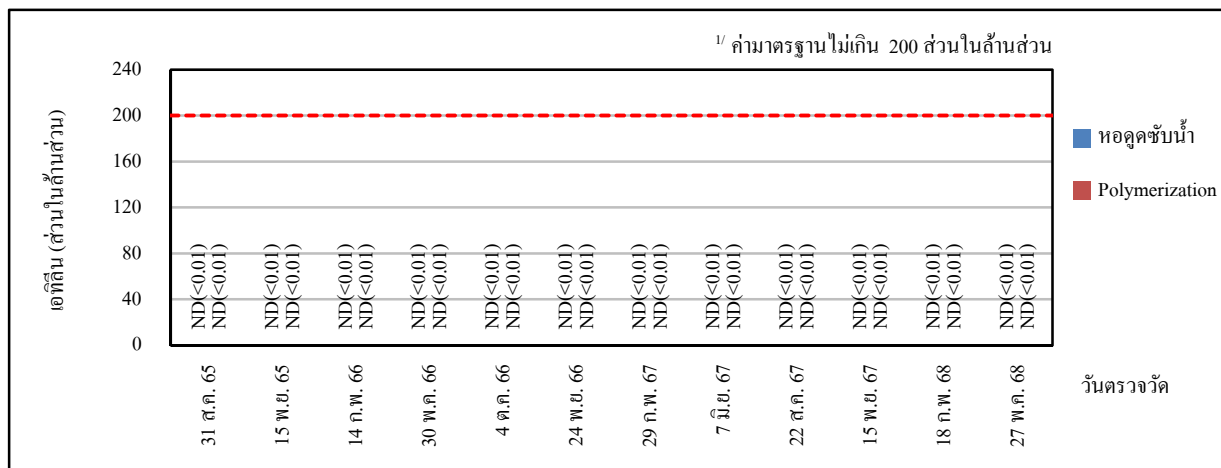 1/ ค่ามาตรฐานไม่เกิน 200 ส่วนในล้านส่วน
เอทิลีน (ส่วนในล้านส่วน)
240
200
160
120
80
40
0
ND(<0.01) ND(<0.01)
ND(<0.01) ND(<0.01)
ND(<0.01) ND(<0.01)
ND(<0.01) ND(<0.01)
ND(<0.01) ND(<0.01)
ND(<0.01) ND(<0.01)
ND(<0.01) ND(<0.01)
ND(<0.01) ND(<0.01)
ND(<0.01) ND(<0.01)
ND(<0.01) ND(<0.01)
ND(<0.01) ND(<0.01)
ND(<0.01) ND(<0.01)
31 ส.ค. 65
15 พ.ย. 65
14 ก.พ. 66
30 พ.ค. 66
4 ต.ค. 66
24 พ.ย. 66
29 ก.พ. 67
7 มิ.ย. 67
22 ส.ค. 67
15 พ.ย. 67
18 ก.พ. 68
27 พ.ค. 68
วันตรวจวัด
หอดูดซับน้ำ
Polymerization